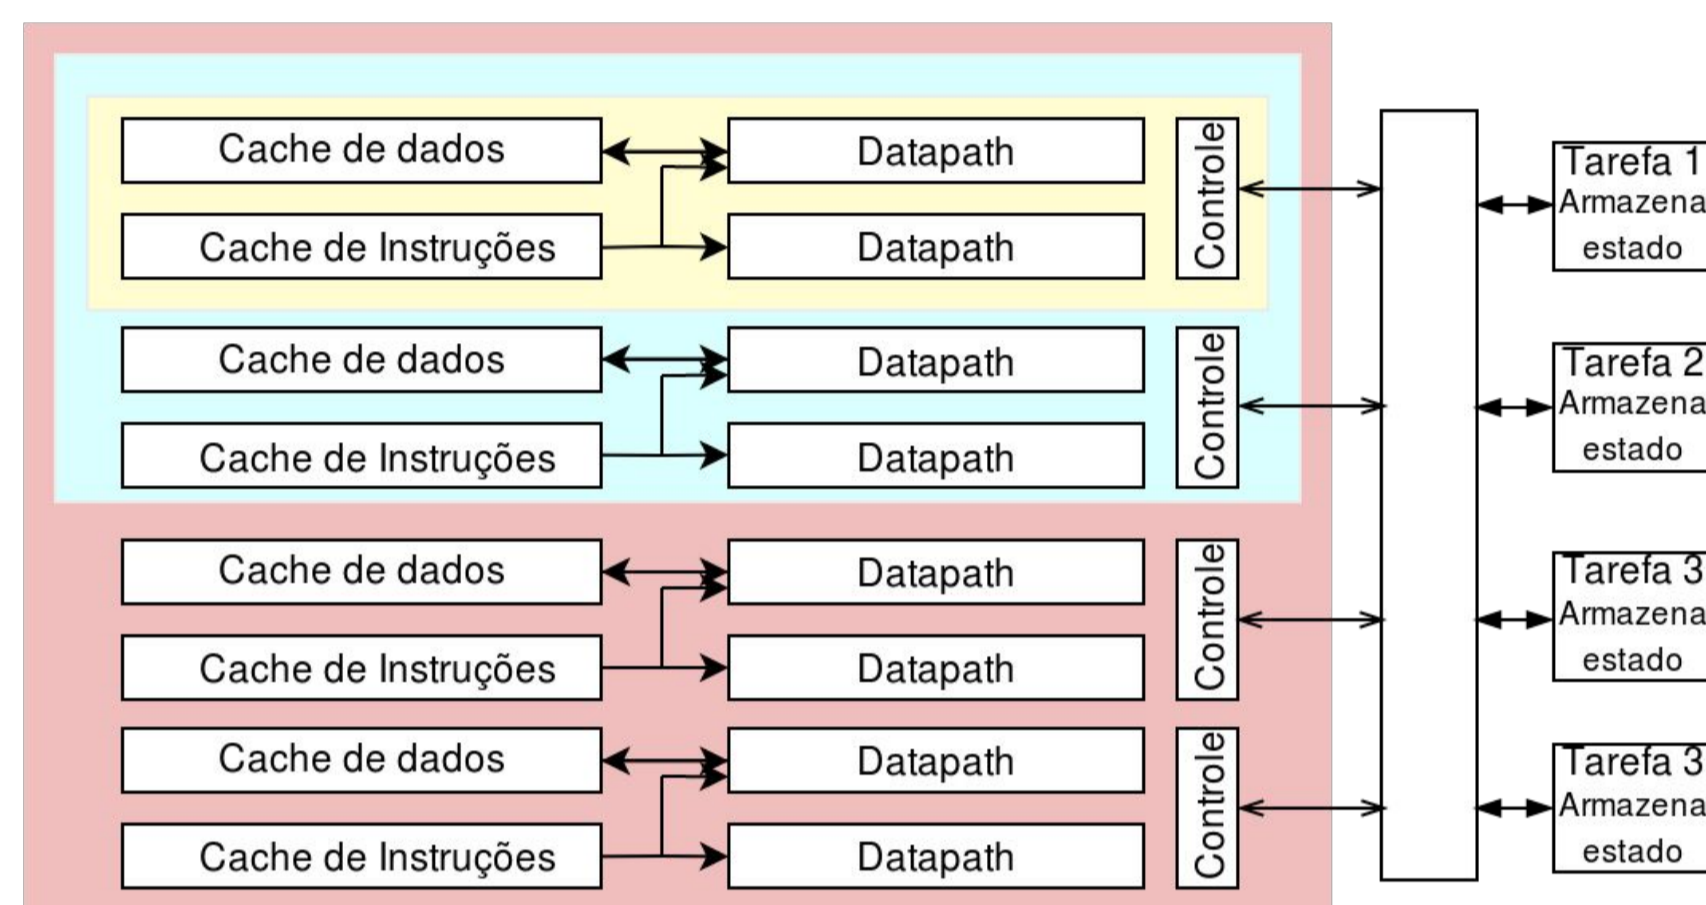 Cache de dados
Datapath
Controle
Cache de Instruções
Datapath
Tarefa 1
Armazena
estado
Cache de dados
Datapath
Controle
Cache de Instruções
Datapath
Tarefa 2
Armazena
estado
Cache de dados
Datapath
Controle
Cache de Instruções
Datapath
Tarefa 3
Armazena
estado
Cache de dados
Datapath
Controle
Cache de Instruções
Datapath
Tarefa 3
Armazena
estado